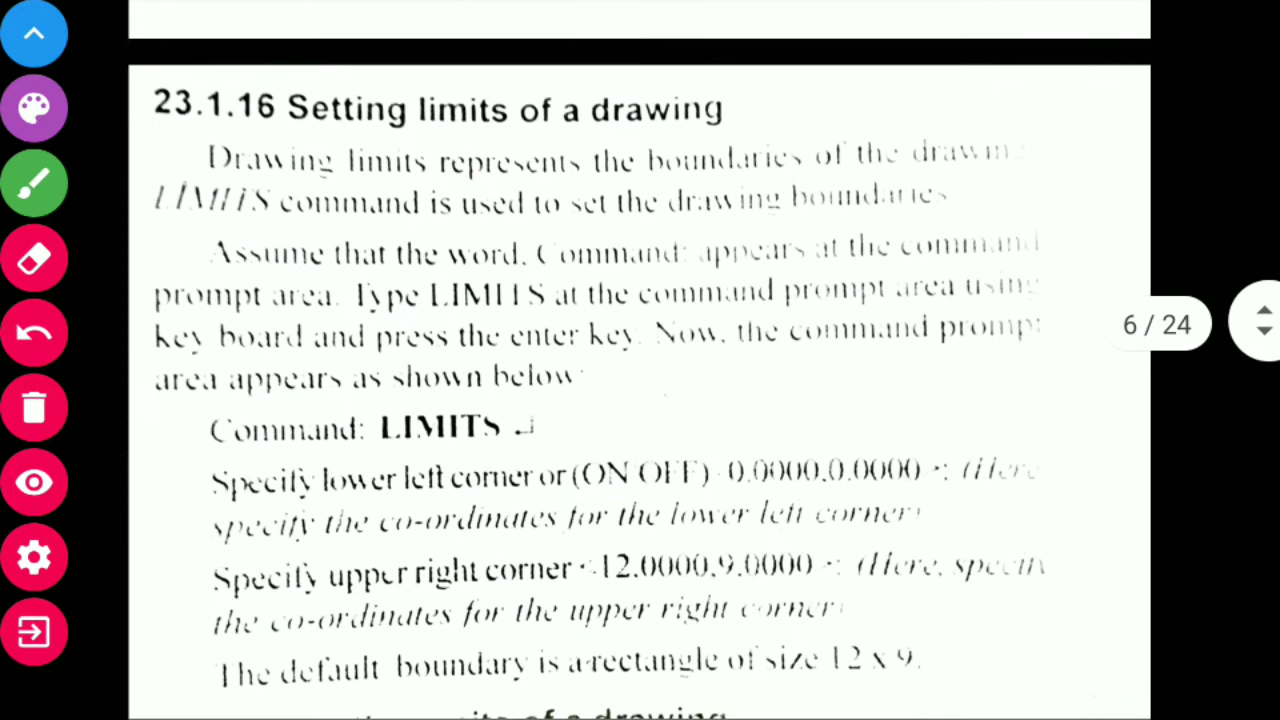 23.1.16 Setting limits of a drawing
Drawing limits represents the boundaries of the
LIMITS command is used to set the drawing boundaries
Assume that the word, Command: appears at the command
prompt area. Type LIMITS at the command prompt area using
key board and press the enter key. Now, the command prompt
area appears as shown below
Command: LIMITS ↲
Specify lower left corner or (ON OFF) <0.0000,0.0000>: (Here
specify the co-ordinates for the lower left corner)
Specify upper right corner <12.0000,9.0000>: (Here, specify
the co-ordinates for the upper right corner)
The default boundary is a rectangle of size 12 x 9.
of a drawing
6 / 24